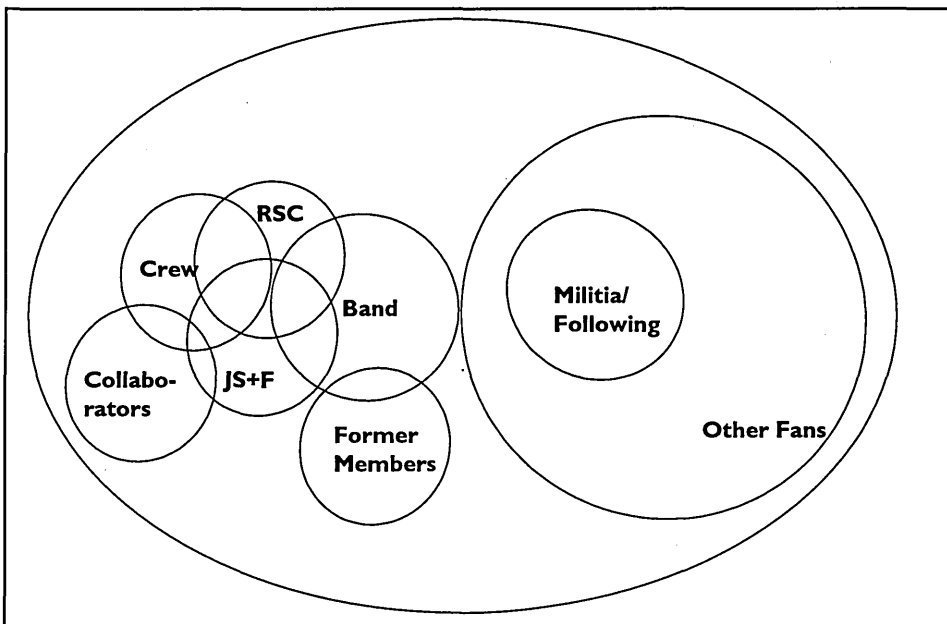 RSC
Crew
Band
Militia/
Following
Collabo-
rators
JS+F
Former
Members
Other Fans